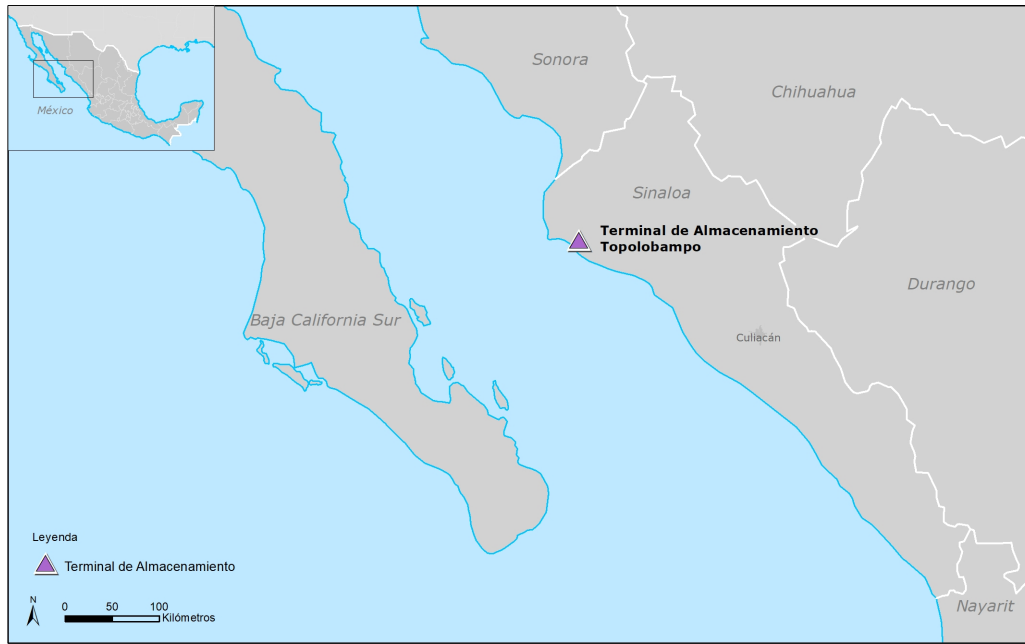 México
Sonora
Chihuahua
Sinaloa
Terminal de Almacenamiento
Topolobampo
Durango
Baja California Sur
Culiacán
Leyenda
Terminal de Almacenamiento
N
0 50 100
Kilómetros
Nayarit